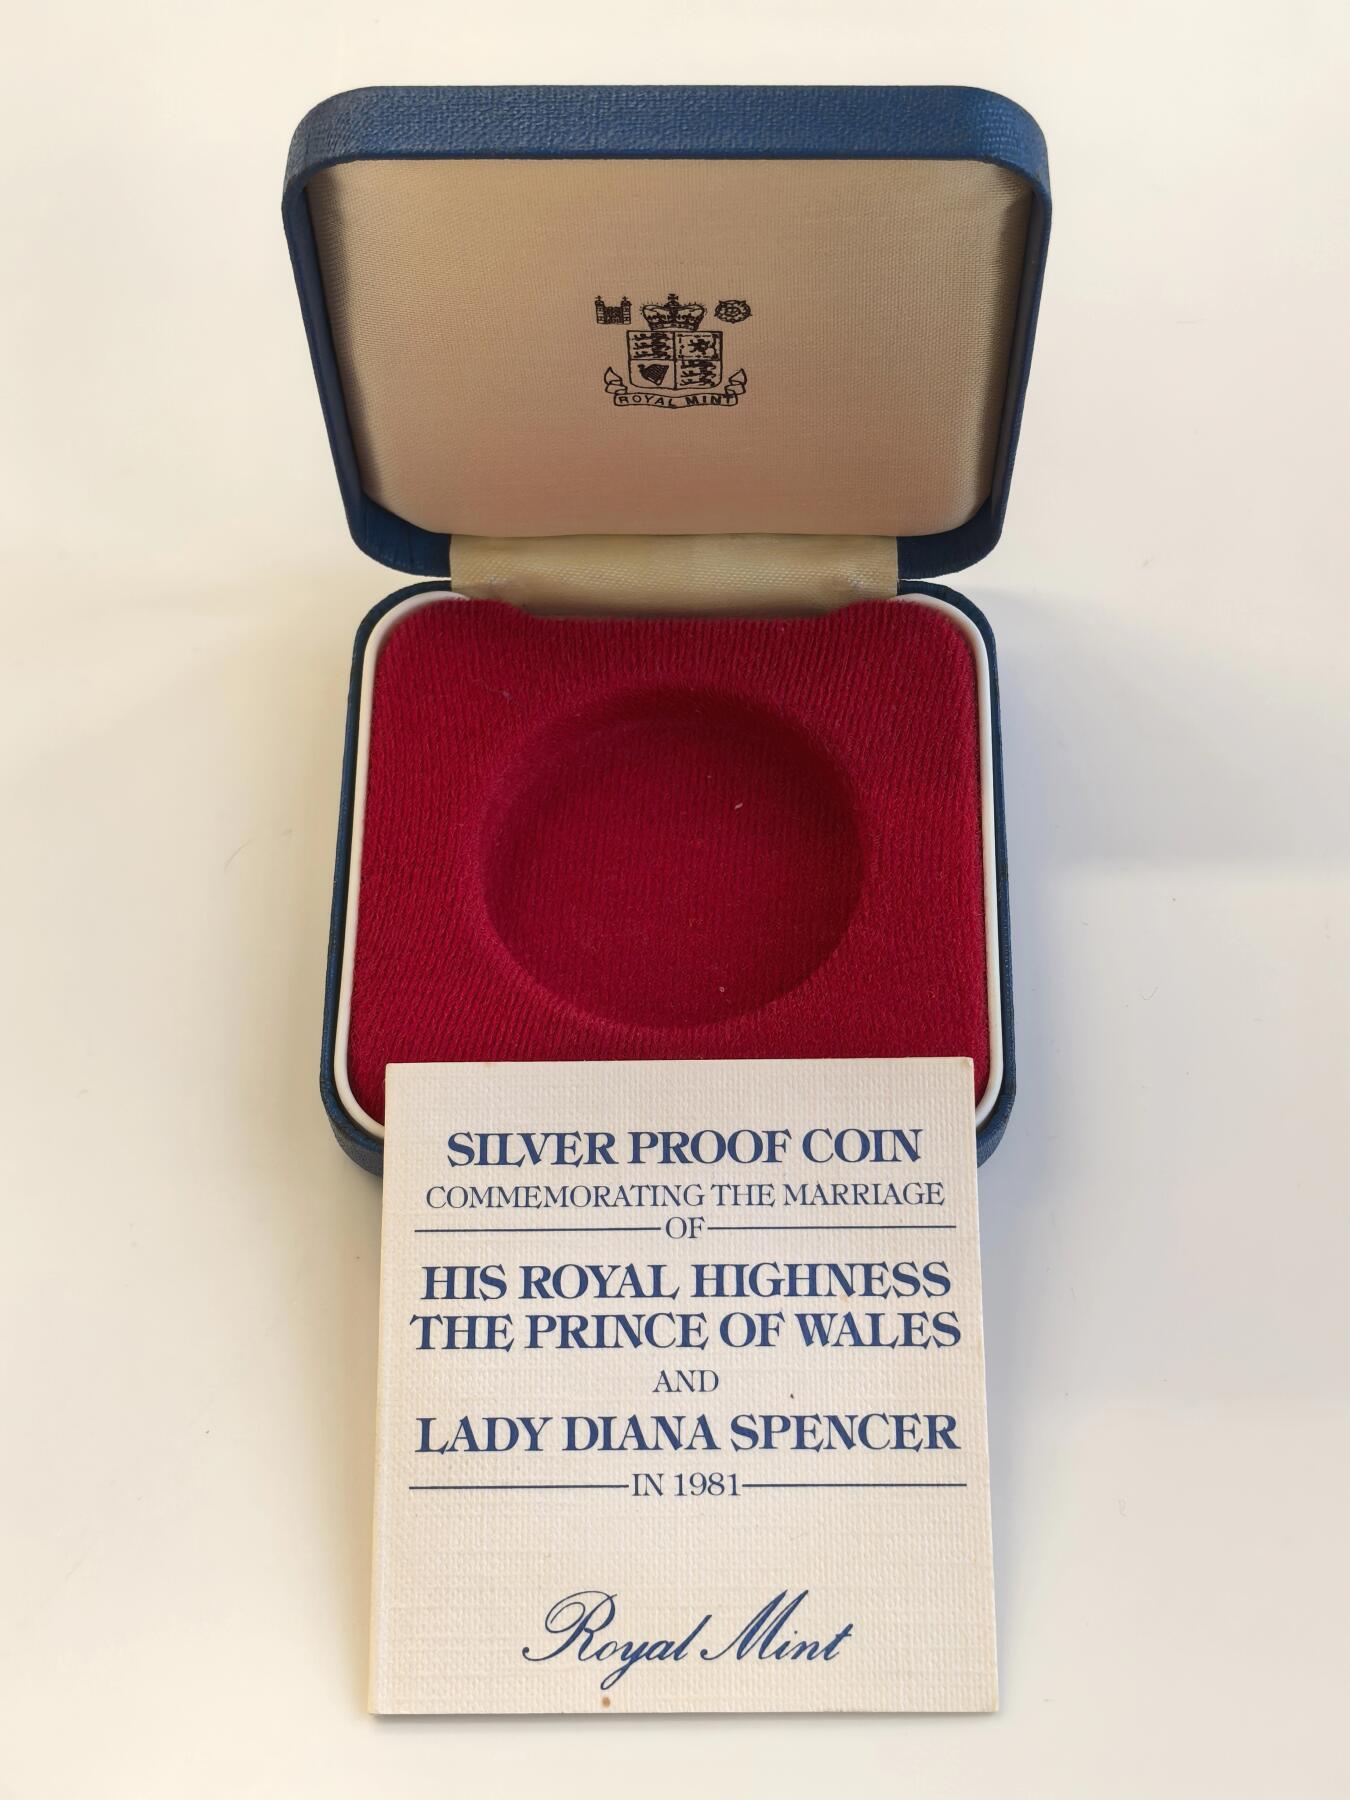 ROYAL MINT
SILVER PROOF COIN
COMMEMORATING THE MARRIAGE
OF
HIS ROYAL HIGHNESS
THE PRINCE OF WALES
AND
LADY DIANA SPENCER
IN 1981
Royal Mint